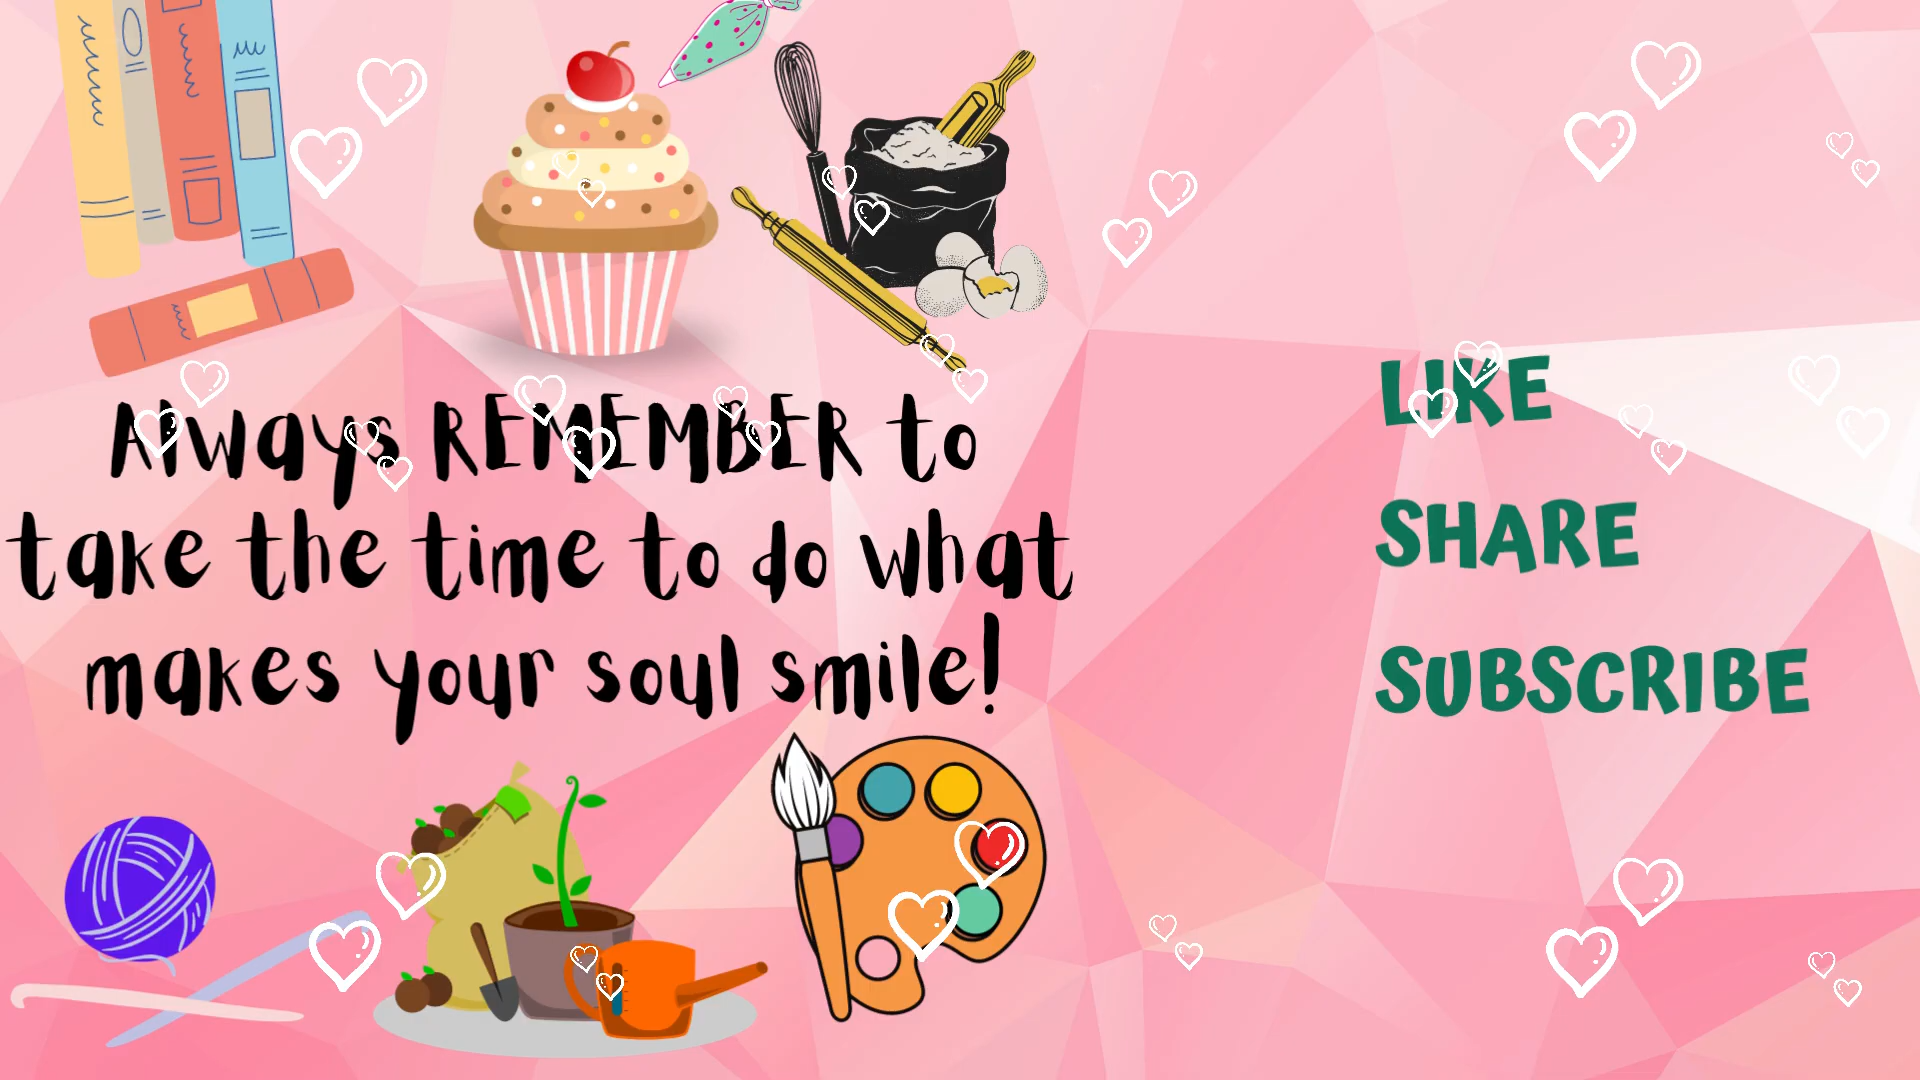 Always REMEMBER to
take the time to do what
makes your soul smile!
LIKE
SHARE
SUBSCRIBE